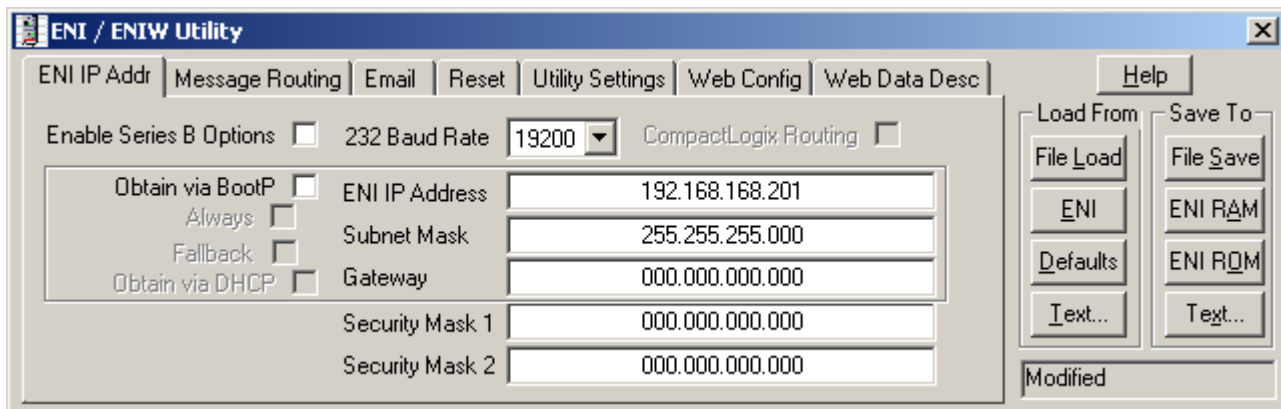 ENI / ENIW Utility
ENI IP Addr Message Routing Email Reset Utility Settings Web Config Web Data Desc Help
Enable Series B Options 232 Baud Rate 19200 CompactLogix Routing
Obtain via BootP ENI IP Address 192.168.168.201
Always
Subnet Mask 255.255.255.000
Fallback
Obtain via DHCP Gateway 000.000.000.000
Security Mask 1 000.000.000.000
Security Mask 2 000.000.000.000
Load From Save To
File Load File Save
ENI ENI RAM
Defaults ENI ROM
Text... Text...
Modified